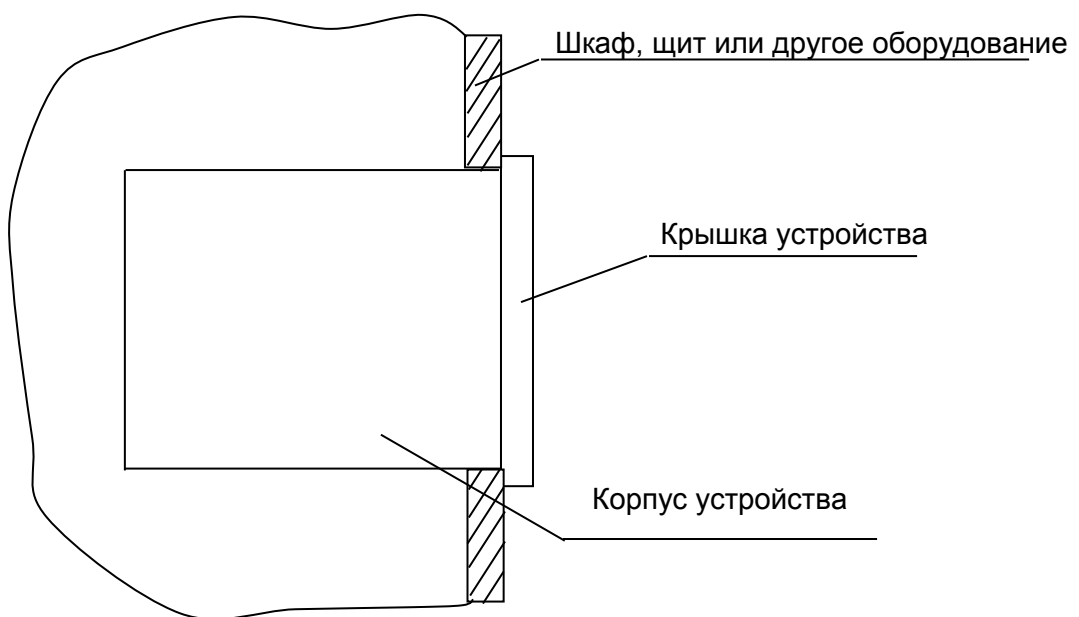 Шкаф, щит или другое оборудование
Крышка устройства
Корпус устройства